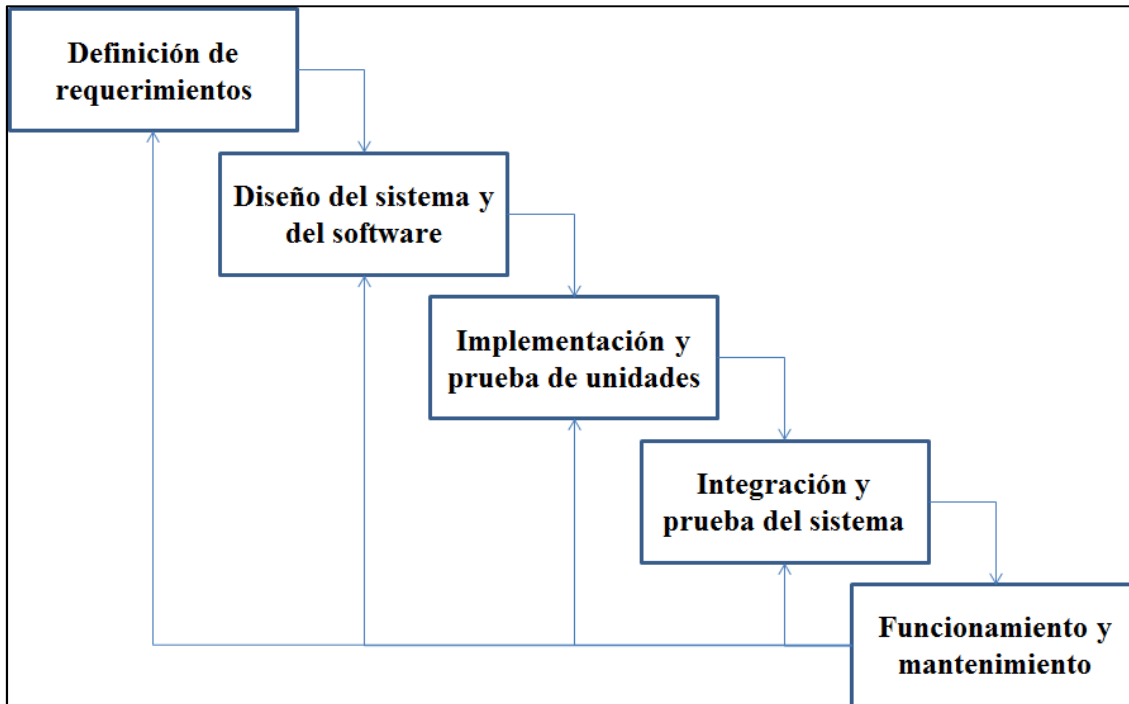 Definición de
requerimientos
Diseño del sistema y
del software
Implementación y
prueba de unidades
Integración y
prueba del sistema
Funcionamiento y
mantenimiento